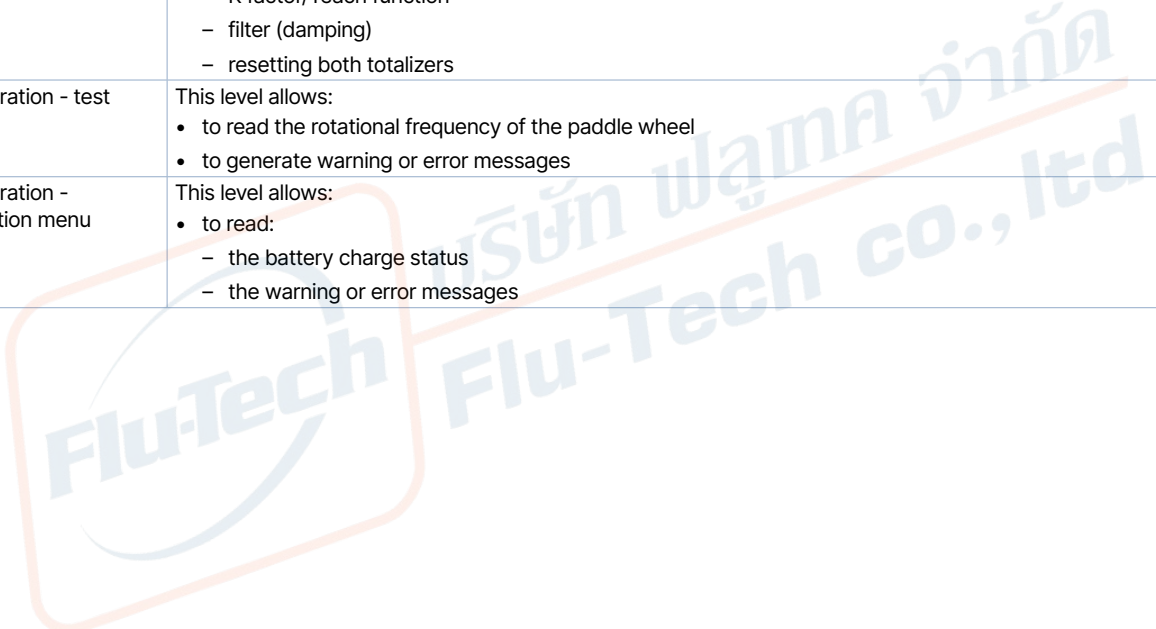 – filter (damping)
– resetting both totalizers
ration - test
This level allows:
• to read the rotational frequency of the paddle wheel
• to generate warning or error messages
ration -
tion menu
This level allows:
• to read:
– the battery charge status
– the warning or error messages
บริษัท ฟลูเทค จำกัด
Flu-Tech co.,ltd
Flu-Tech